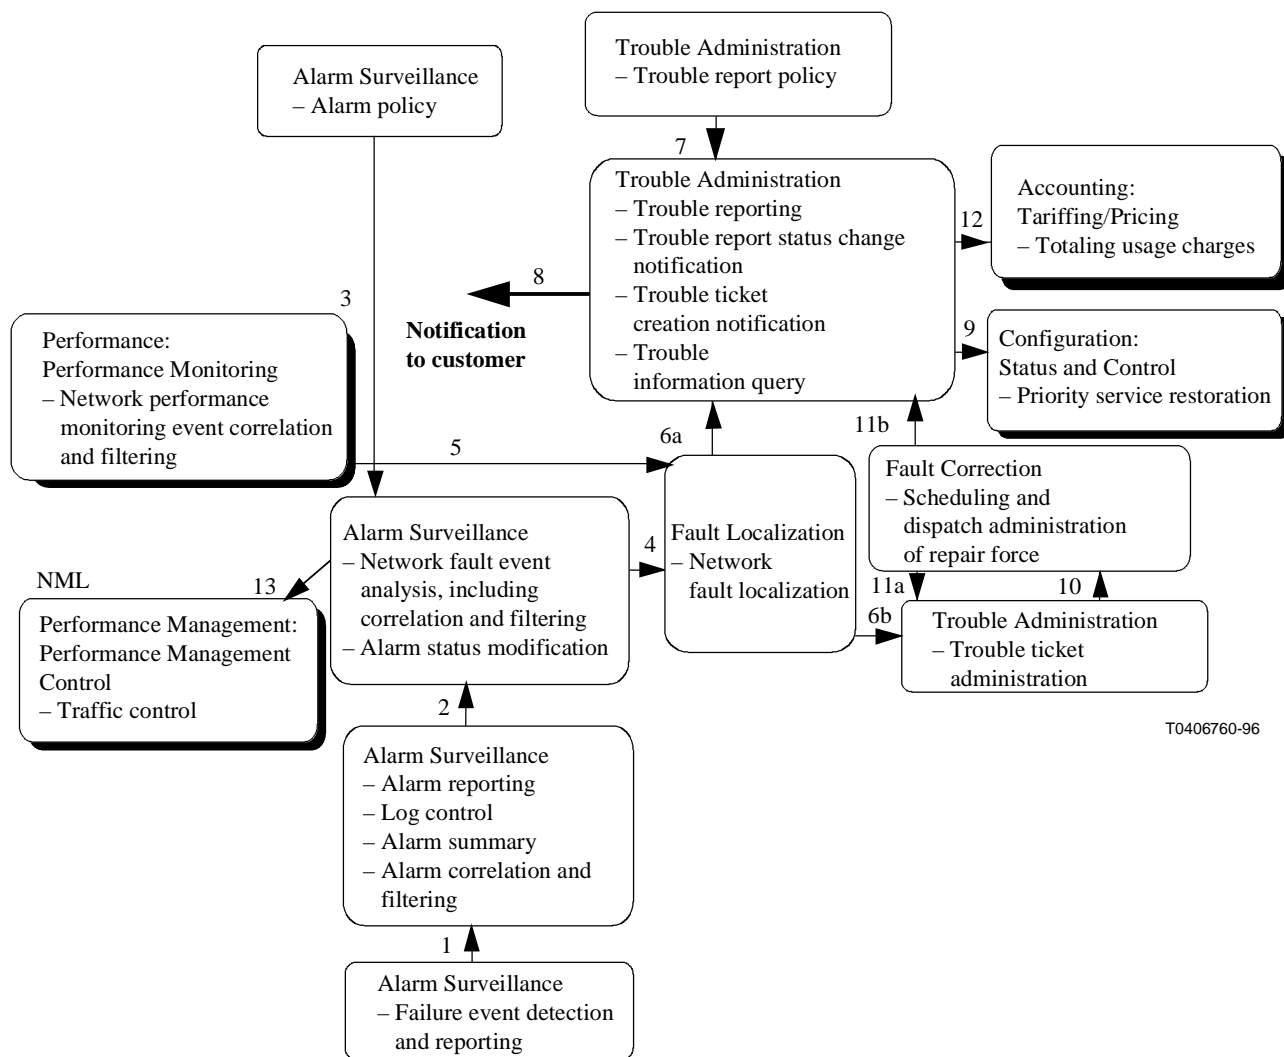 Trouble Administration
– Trouble report policy
Alarm Surveillance
– Alarm policy
7
Trouble Administration
– Trouble reporting
– Trouble report status change
notification
– Trouble ticket
creation notification
– Trouble
information query
Accounting:
Tariffing/Pricing
– Totaling usage charges
12
8
Notification
to customer
3
9
Configuration:
Status and Control
– Priority service restoration
Performance:
Performance Monitoring
– Network performance
monitoring event correlation
and filtering
5
6a
11b
Fault Correction
– Scheduling and
dispatch administration
of repair force
Alarm Surveillance
– Network fault event
analysis, including
correlation and filtering
– Alarm status modification
4
Fault Localization
– Network
fault localization
11a
10
6b
Trouble Administration
– Trouble ticket
administration
NML
13
Performance Management:
Performance Management
Control
– Traffic control
2
T0406760-96
Alarm Surveillance
– Alarm reporting
– Log control
– Alarm summary
– Alarm correlation and
filtering
1
Alarm Surveillance
– Failure event detection
and reporting